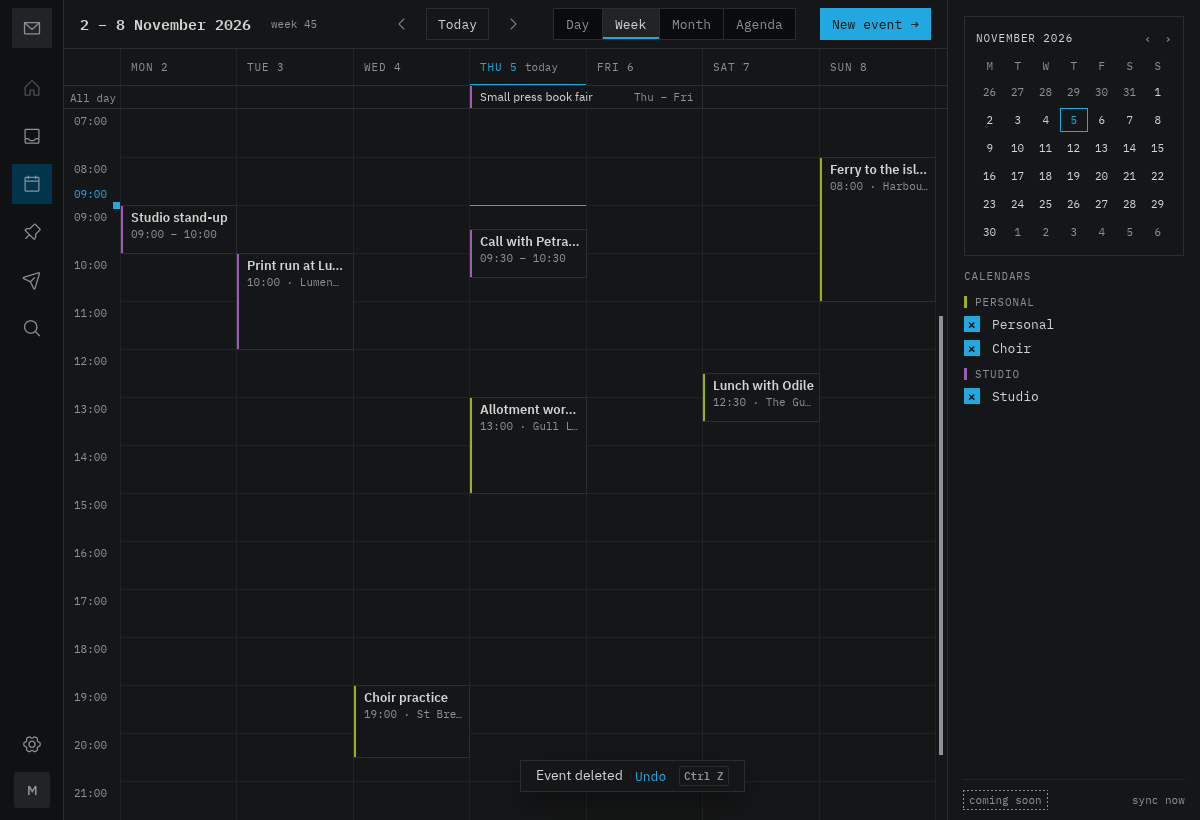 2 – 8 November 2026 week 45 Today Day Week Month Agenda New event →
MON 2 TUE 3 WED 4 THU 5 today FRI 6 SAT 7 SUN 8
All day Small press book fair Thu – Fri
07:00
08:00
09:00
09:00
10:00
11:00
12:00
13:00
14:00
15:00
16:00
17:00
18:00
19:00
20:00
21:00
Studio stand-up
09:00 – 10:00
Print run at Lu…
10:00 · Lumen…
Choir practice
19:00 · St Bre…
Call with Petra…
09:30 – 10:30
Allotment wor…
13:00 · Gull L…
Lunch with Odile
12:30 · The Gu…
Ferry to the isl…
08:00 · Harbou…
Event deleted Undo Ctrl Z
M
NOVEMBER 2026 ‹ ›
M T W T F S S
26 27 28 29 30 31 1
2 3 4 5 6 7 8
9 10 11 12 13 14 15
16 17 18 19 20 21 22
23 24 25 26 27 28 29
30 1 2 3 4 5 6
CALENDARS
PERSONAL
× Personal
× Choir
STUDIO
× Studio
coming soon sync now